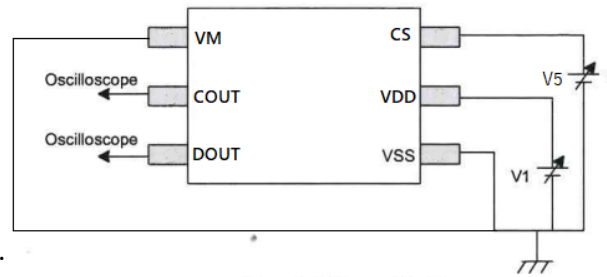 VM
CS
Oscilloscope
COUT
VDD
V5
Oscilloscope
DOUT
VSS
V1
.